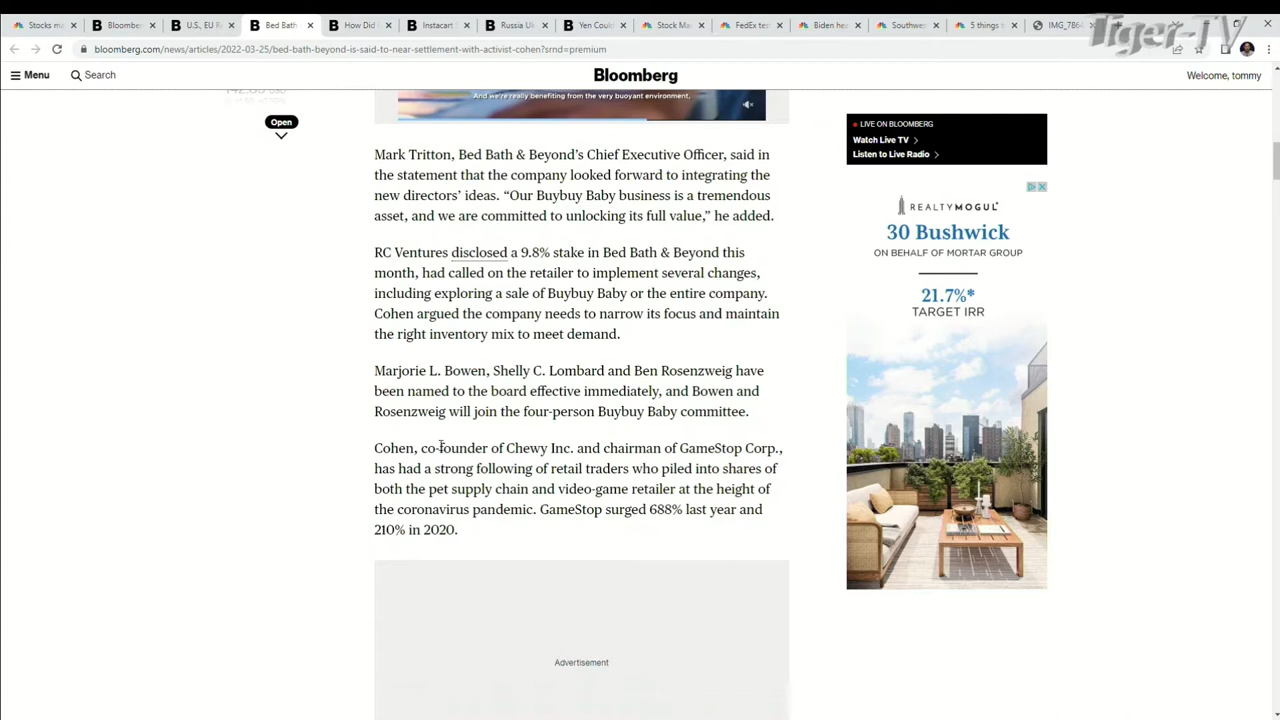 Stocks ma
Bloombe
U.S., EU R
Bed Bath
How Did
Instacart S
Russia Uk
Yen Could
Stock Ma
FedEx te
Biden hea
Southwe
5 things t
IMG_7864
Tiger-TV
bloomberg.com/news/articles/2022-03-25/bed-bath-beyond-is-said-to-near-settlement-with-activist-cohen?srnd=premium
Menu
Search
Bloomberg
Welcome, tommy
And we're really benefiting from the very buoyant environment,
Open
LIVE ON BLOOMBERG
Watch Live TV
Listen to Live Radio
Mark Tritton, Bed Bath & Beyond's Chief Executive Officer, said in
the statement that the company looked forward to integrating the
new directors' ideas. “Our Buybuy Baby business is a tremendous
asset, and we are committed to unlocking its full value,” he added.
RC Ventures disclosed a 9.8% stake in Bed Bath & Beyond this
month, had called on the retailer to implement several changes,
including exploring a sale of Buybuy Baby or the entire company.
Cohen argued the company needs to narrow its focus and maintain
the right inventory mix to meet demand.
Marjorie L. Bowen, Shelly C. Lombard and Ben Rosenzweig have
been named to the board effective immediately, and Bowen and
Rosenzweig will join the four-person Buybuy Baby committee.
Cohen, co-founder of Chewy Inc. and chairman of GameStop Corp.,
has had a strong following of retail traders who piled into shares of
both the pet supply chain and video-game retailer at the height of
the coronavirus pandemic. GameStop surged 688% last year and
210% in 2020.
Advertisement
REALTYMOGUL
30 Bushwick
ON BEHALF OF MORTAR GROUP
21.7%*
TARGET IRR